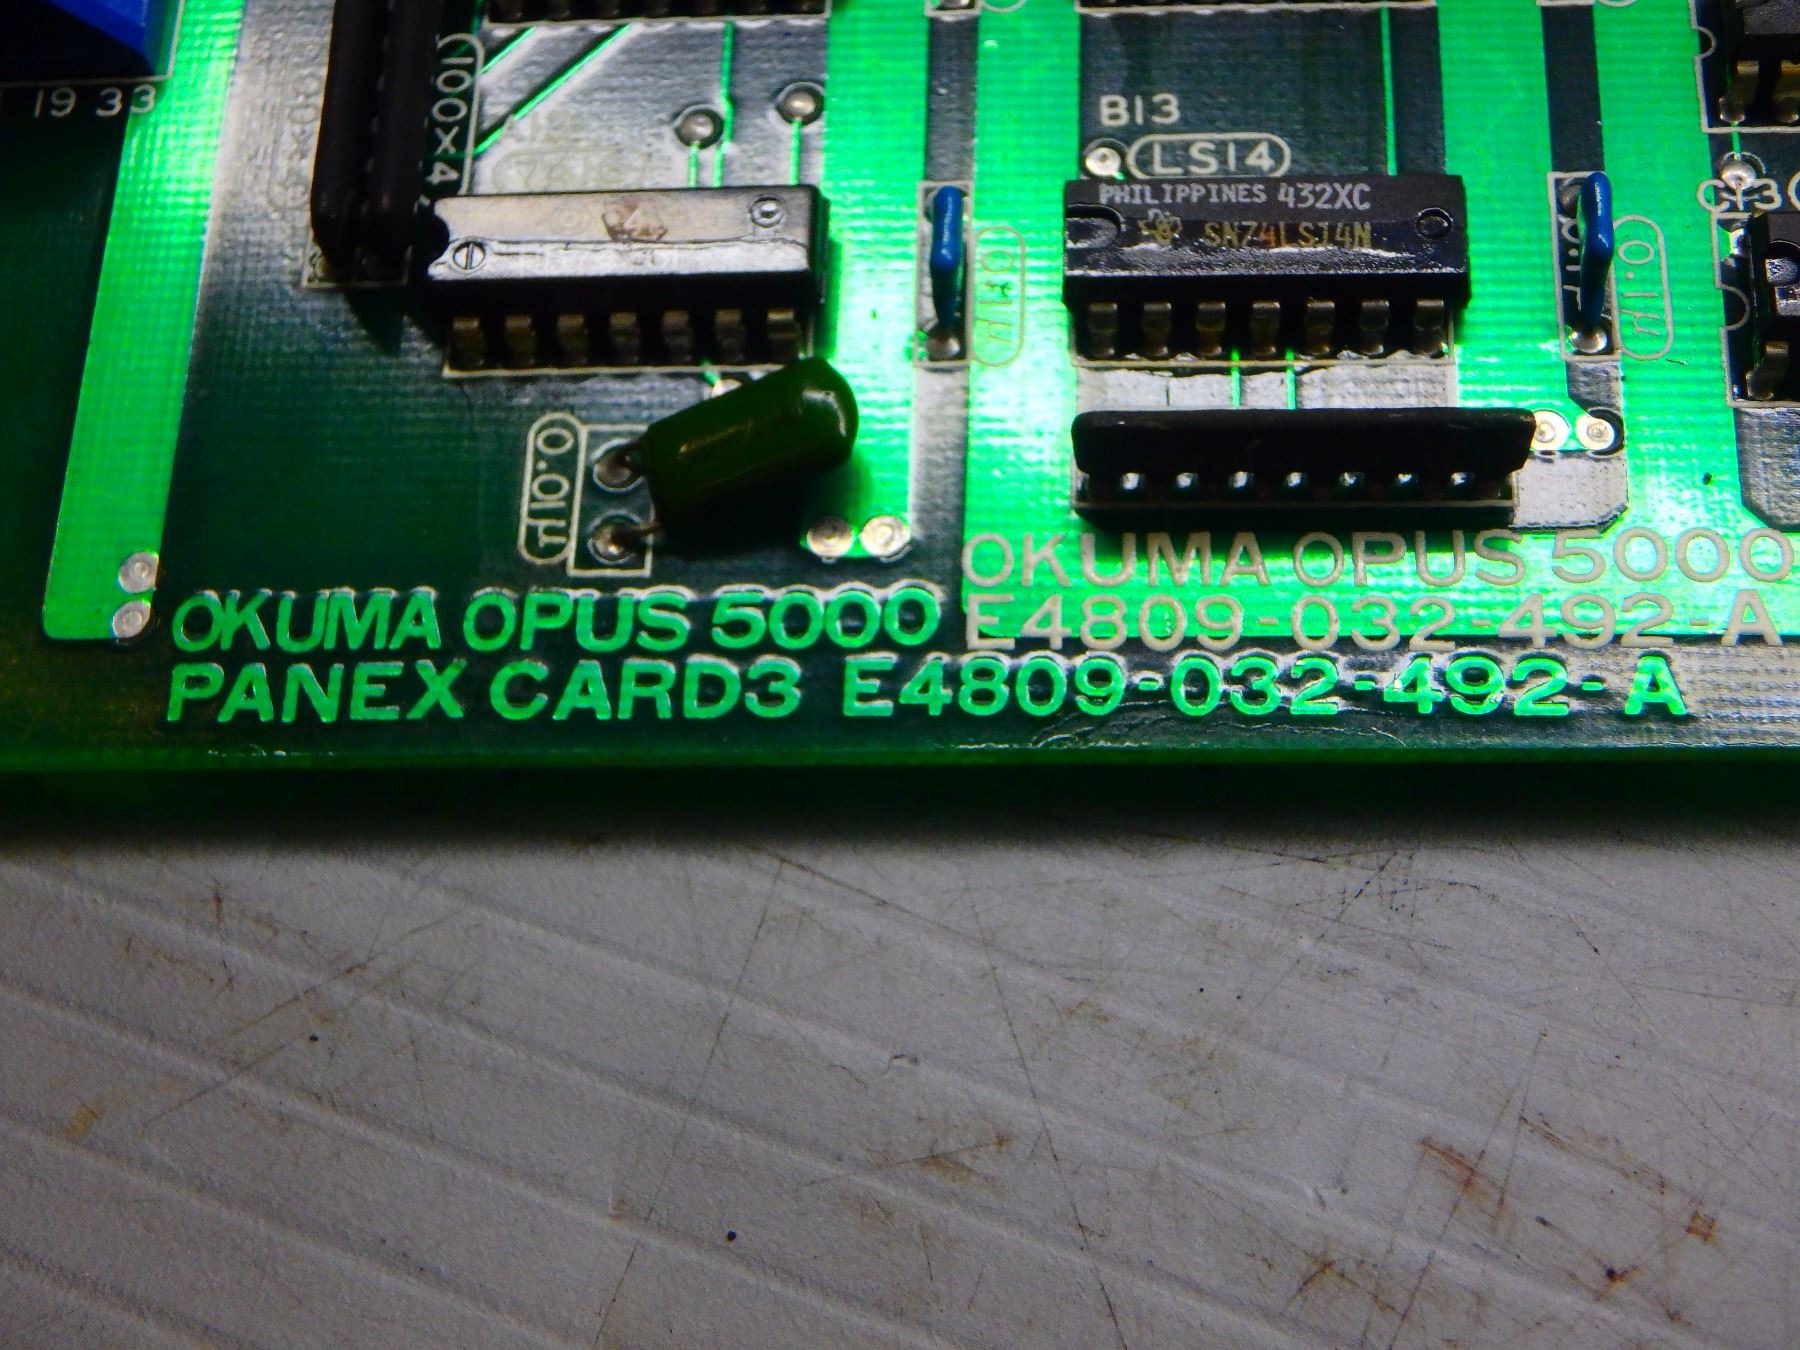 19 33
100X4
B13
LS14
PHILIPPINES 432XC
SN74LS14N
0.1μ
0.1μ
C13
0.01μ
OKUMA OPUS 5000
E4809-032-492-A
OKUMA OPUS 5000
PANEX CARD3 E4809-032-492-A